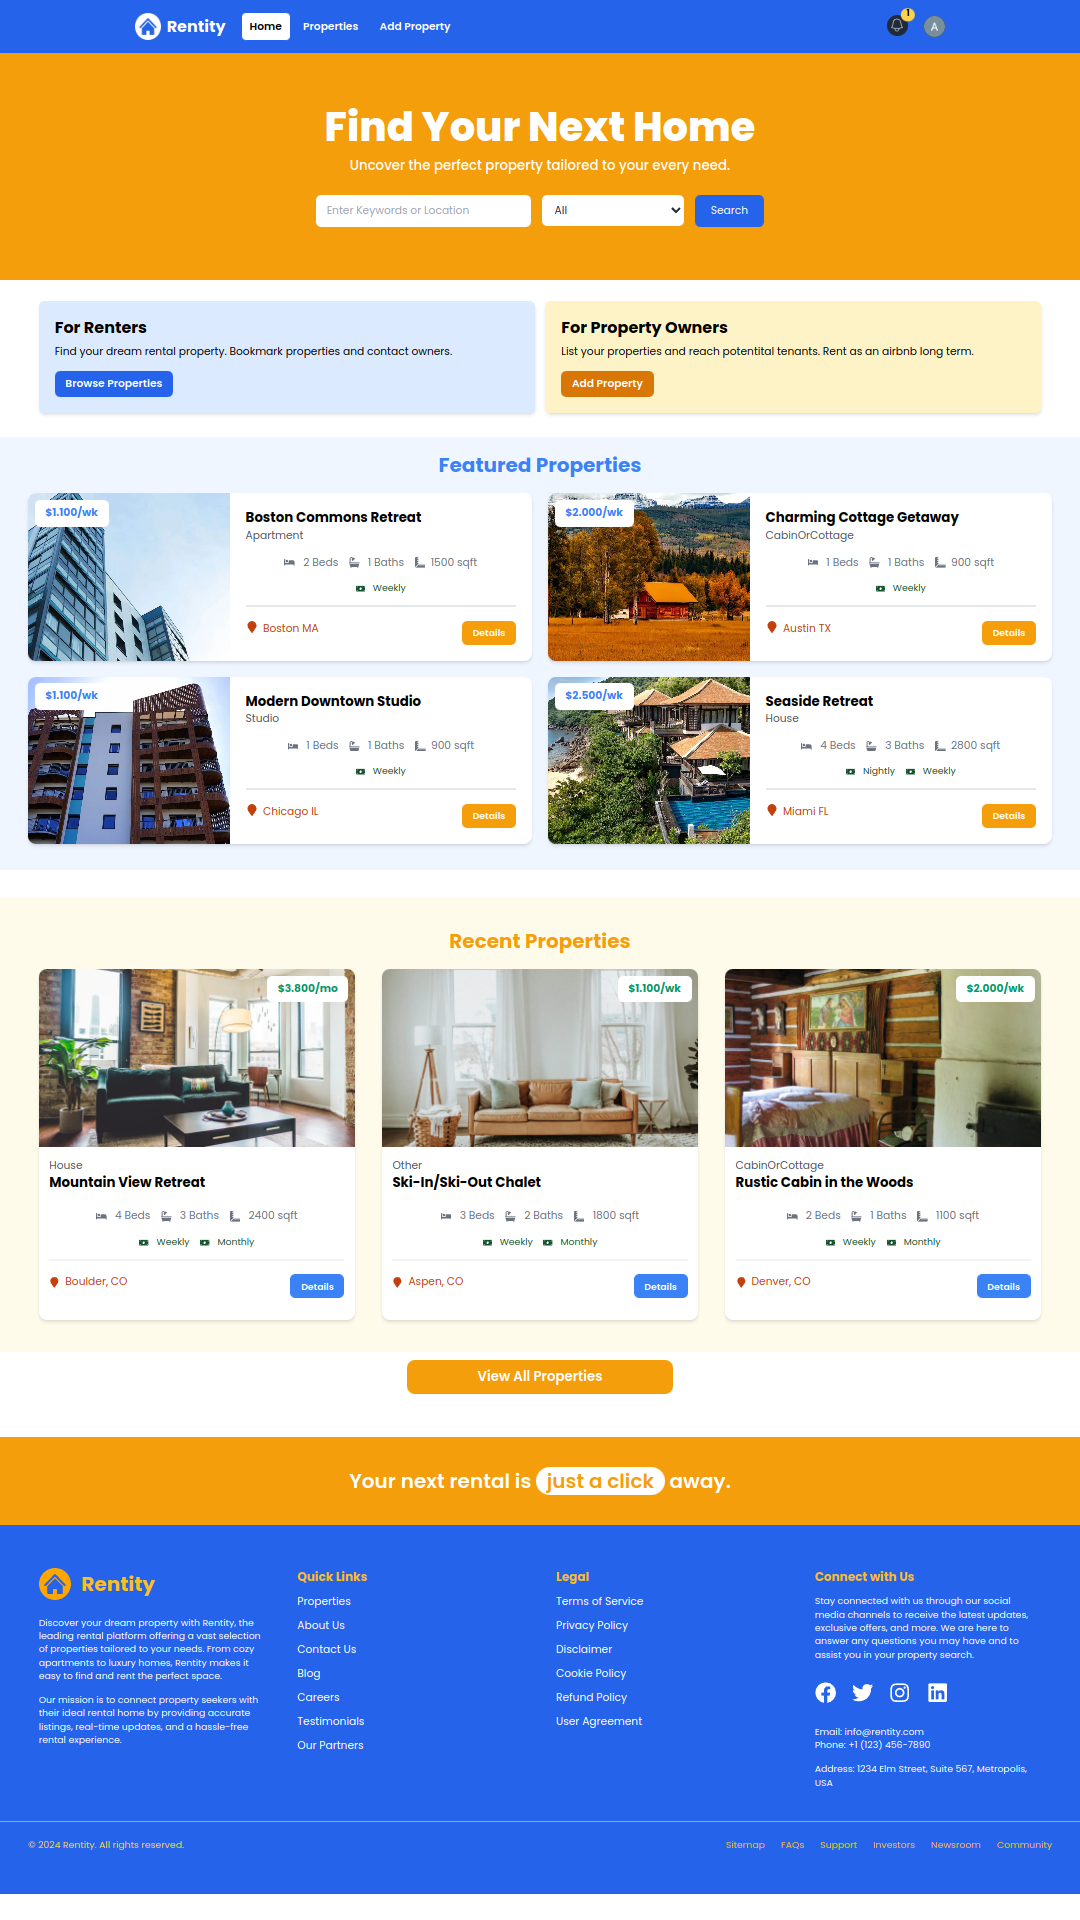 Rentity
Home Properties Add Property
1
A
Find Your Next Home
Uncover the perfect property tailored to your every need.
Enter Keywords or Location
All
Search
For Renters
Find your dream rental property. Bookmark properties and contact owners.
Browse Properties
For Property Owners
List your properties and reach potentital tenants. Rent as an airbnb long term.
Add Property
Featured Properties
$1.100/wk
Boston Commons Retreat
Apartment
2 Beds 1 Baths 1500 sqft
Weekly
Boston MA
Details
$2.000/wk
Charming Cottage Getaway
CabinOrCottage
1 Beds 1 Baths 900 sqft
Weekly
Austin TX
Details
$1.100/wk
Modern Downtown Studio
Studio
1 Beds 1 Baths 900 sqft
Weekly
Chicago IL
Details
$2.500/wk
Seaside Retreat
House
4 Beds 3 Baths 2800 sqft
Nightly Weekly
Miami FL
Details
Recent Properties
$3.800/mo
House
Mountain View Retreat
4 Beds 3 Baths 2400 sqft
Weekly Monthly
Boulder, CO
Details
$1.100/wk
Other
Ski-In/Ski-Out Chalet
3 Beds 2 Baths 1800 sqft
Weekly Monthly
Aspen, CO
Details
$2.000/wk
CabinOrCottage
Rustic Cabin in the Woods
2 Beds 1 Baths 1100 sqft
Weekly Monthly
Denver, CO
Details
View All Properties
Your next rental is just a click away.
Rentity
Discover your dream property with Rentity, the
leading rental platform offering a vast selection
of properties tailored to your needs. From cozy
apartments to luxury homes, Rentity makes it
easy to find and rent the perfect space.
Our mission is to connect property seekers with
their ideal rental home by providing accurate
listings, real-time updates, and a hassle-free
rental experience.
Quick Links
Properties
About Us
Contact Us
Blog
Careers
Testimonials
Our Partners
Legal
Terms of Service
Privacy Policy
Disclaimer
Cookie Policy
Refund Policy
User Agreement
Connect with Us
Stay connected with us through our social
media channels to receive the latest updates,
exclusive offers, and more. We are here to
answer any questions you may have and to
assist you in your property search.
Email: info@rentity.com
Phone: +1 (123) 456-7890
Address: 1234 Elm Street, Suite 567, Metropolis,
USA
© 2024 Rentity. All rights reserved.
Sitemap FAQs Support Investors Newsroom Community